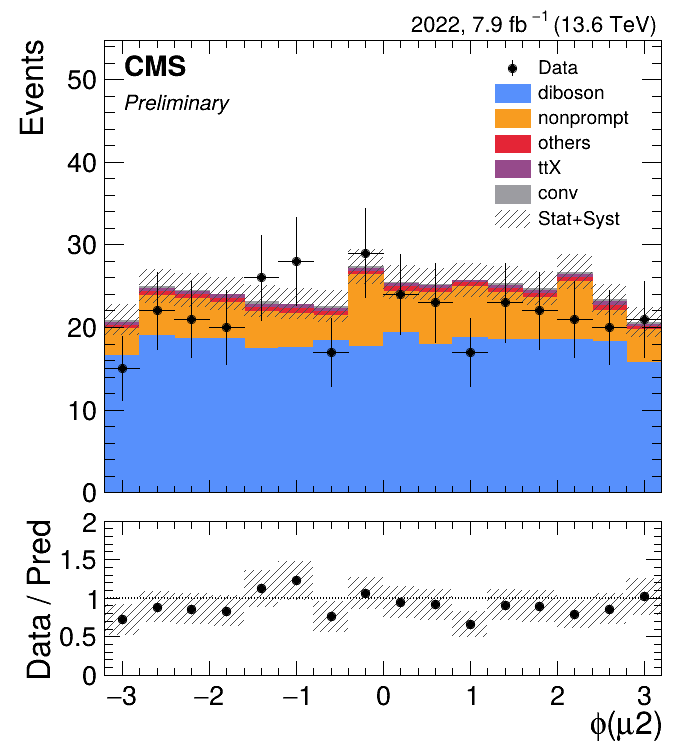 2022, 7.9 fb⁻¹ (13.6 TeV)
Events
CMS
Preliminary
Data
diboson
nonprompt
others
ttX
conv
Stat+Syst
50
40
30
20
10
0
Data / Pred
2
1.5
1
0.5
0
−3 −2 −1 0 1 2 3
ϕ(μ2)